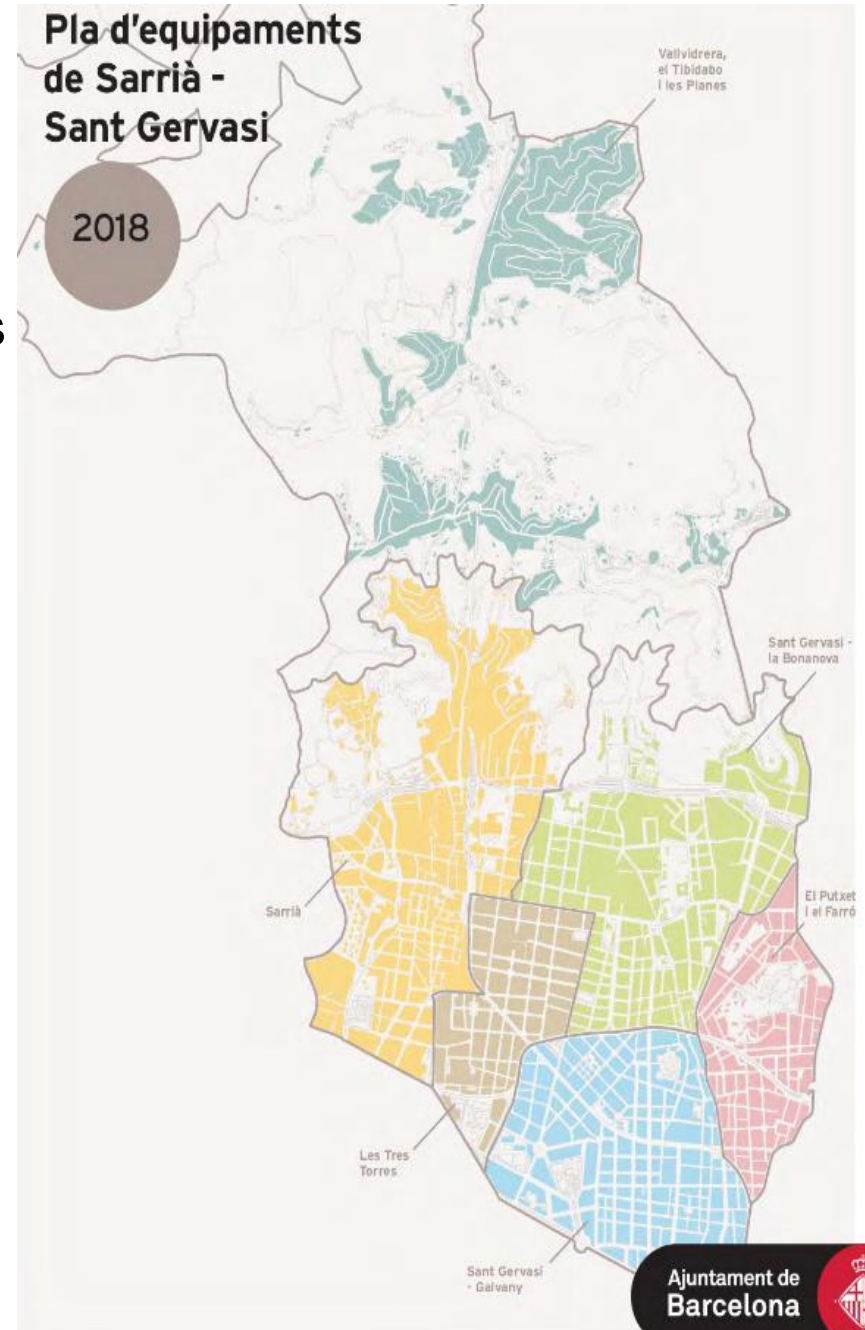 Pla d'equipaments
de Sarrià -
Sant Gervasi
2018
Vallvidrera,
el Tibidabo
i les Planes
s
Sant Gervasi -
la Bonanova
El Putxet
i el Farró
Sarrià
Les Tres
Torres
Sant Gervasi
- Galvany
Ajuntament de
Barcelona